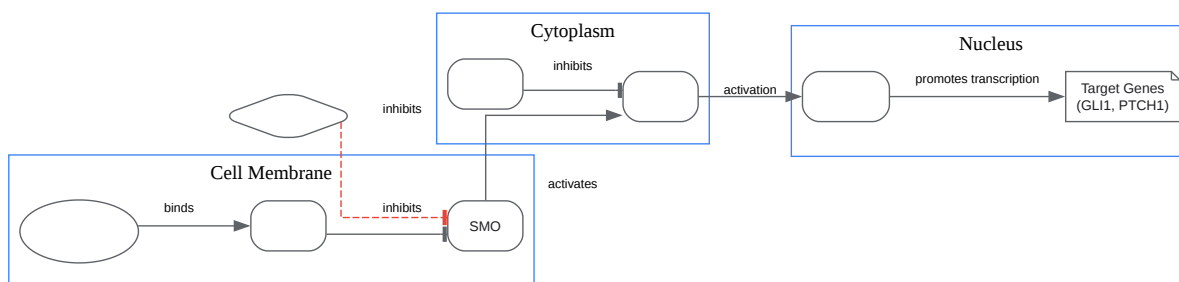 Cytoplasm
inhibits
activation
Nucleus
promotes transcription
Target Genes
(GLI1, PTCH1)
inhibits
Cell Membrane
binds
inhibits
SMO
activates